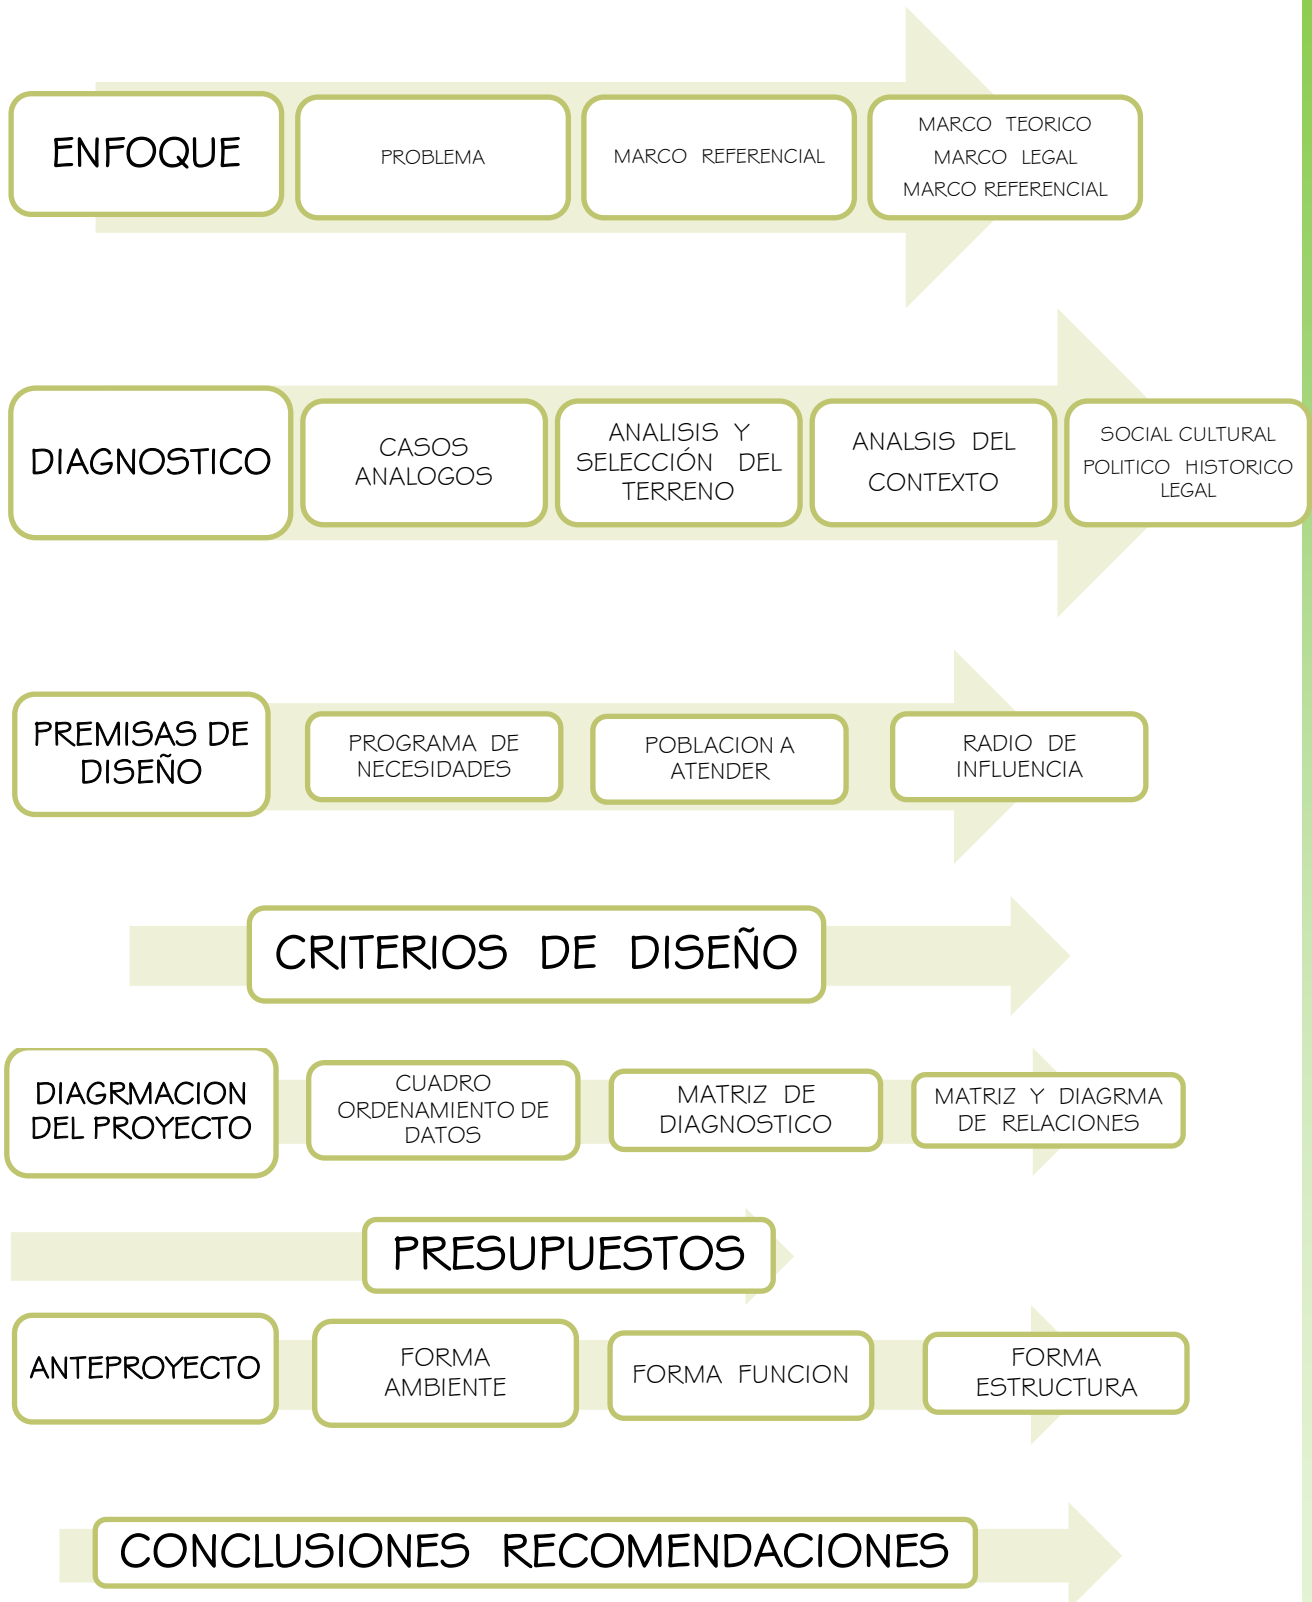 ENFOQUE
PROBLEMA
MARCO REFERENCIAL
MARCO TEORICO
MARCO LEGAL
MARCO REFERENCIAL
DIAGNOSTICO
CASOS
ANALOGOS
ANALISIS Y
SELECCIÓN DEL
TERRENO
ANALSIS DEL
CONTEXTO
SOCIAL CULTURAL
POLITICO HISTORICO
LEGAL
PREMISAS DE
DISEÑO
PROGRAMA DE
NECESIDADES
POBLACION A
ATENDER
RADIO DE
INFLUENCIA
CRITERIOS DE DISEÑO
DIAGRMACION
DEL PROYECTO
CUADRO
ORDENAMIENTO DE
DATOS
MATRIZ DE
DIAGNOSTICO
MATRIZ Y DIAGRMA
DE RELACIONES
PRESUPUESTOS
ANTEPROYECTO
FORMA
AMBIENTE
FORMA FUNCION
FORMA
ESTRUCTURA
CONCLUSIONES RECOMENDACIONES